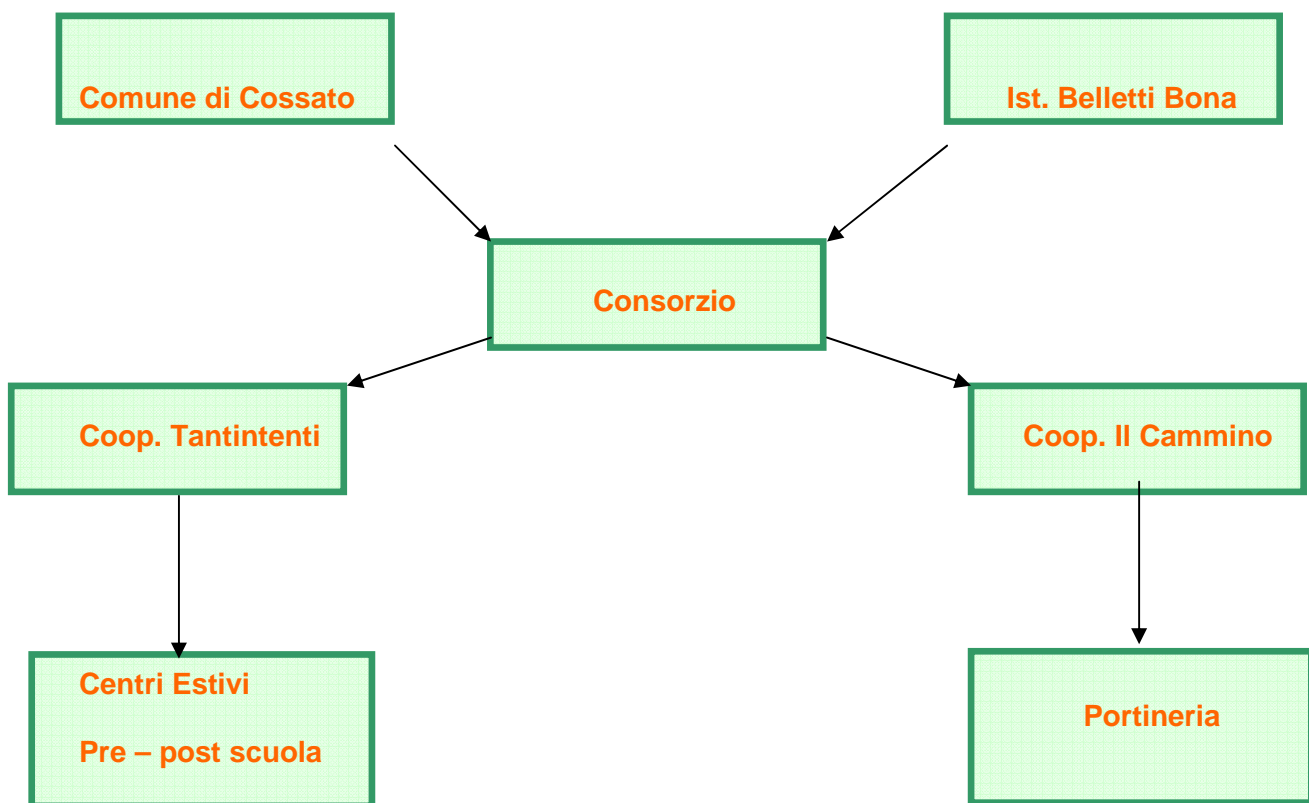 Comune di Cossato
Ist. Belletti Bona
Consorzio
Coop. Tantintenti
Coop. Il Cammino
Centri Estivi
Pre – post scuola
Portineria